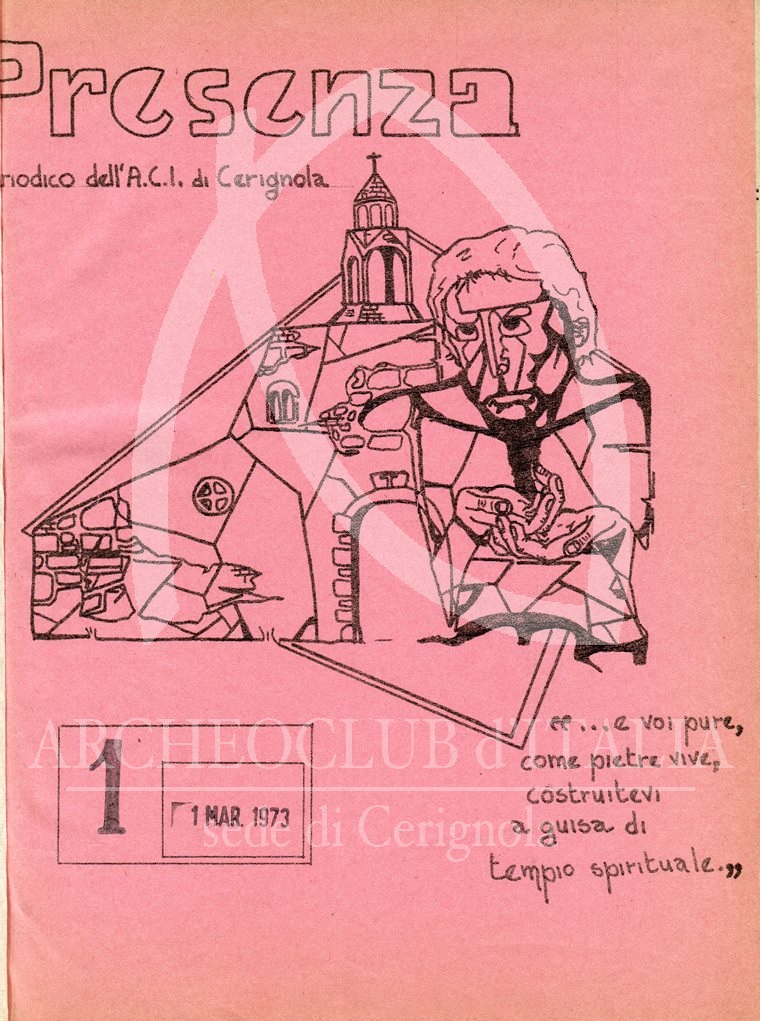 Presenza
riodico dell'A.C.I. di Cerignola
ARCHEOCLUB d'ITALIA
sede di Cerignola
1
1 MAR. 1973
«... e voi pure,
come pietre vive,
costruitevi
a guisa di
tempio spirituale.»